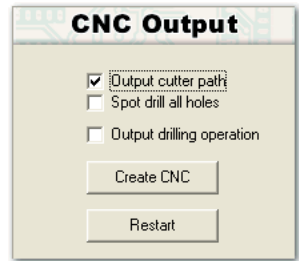 CNC Output
Output cutter path
Spot drill all holes
Output drilling operation
Create CNC
Restart